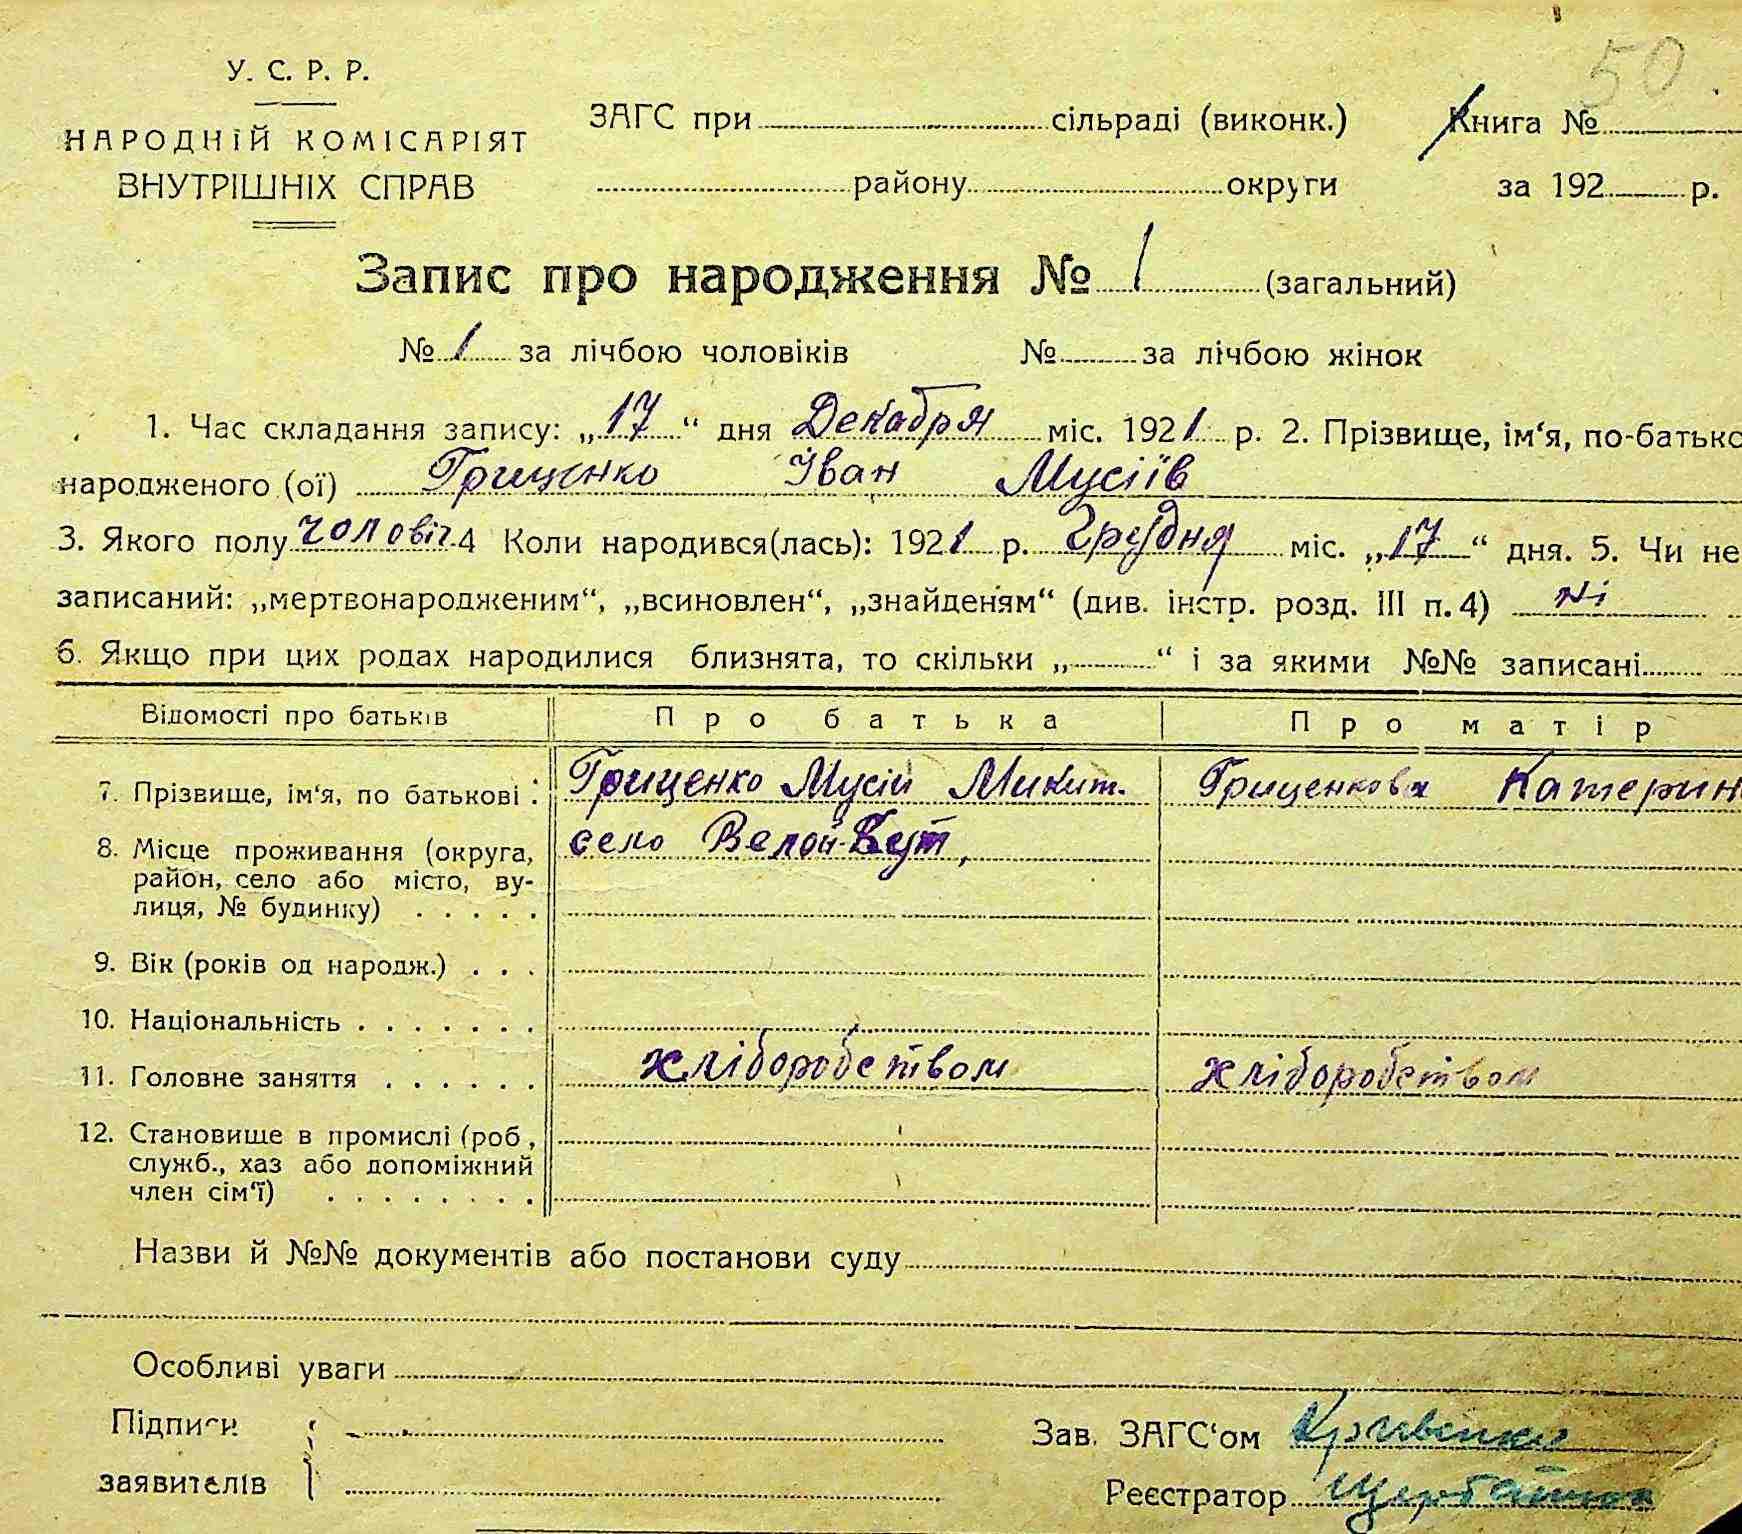 50
У. С. Р. Р.
НАРОДНІЙ КОМІСАРІЯТ
ВНУТРІШНІХ СПРАВ
ЗАГС при сільраді (виконк.) Книга №
району округи за 192 р.
Запис про народження № 1 (загальний)
№ 1 за лічбою чоловіків № за лічбою жінок
1. Час складання запису: „17“ дня Декабря міс. 1921 р. 2. Прізвище, ім‘я, по-батько
народженого (ої) Гриценко Іван Мусіїв
3. Якого полу чоловіч. 4 Коли народився(лась): 1921 р. Грудня міс. „17“ дня. 5. Чи не
записаний: „мертвонародженим“, „всиновлен“, „знайденям“ (див. інстр. розд. III п. 4) ні
6. Якщо при цих родах народилися близнята, то скільки „ “ і за якими №№ записані
Відомості про батьків Про батька Про матір
7. Прізвище, ім‘я, по батькові: Гриценко Мусій Микит. Гриценкова Катерин
8. Місце проживання (округа, село Велой-Кут,
район, село або місто, ву-
лиця, № будинку) . . . . .
9. Вік (років од народж.) . . .
10. Національність . . . . . . .
11. Головне заняття . . . . . . хліборобством хліборобством
12. Становище в промислі (роб,
служб., хаз або допоміжний
член сім‘ї) . . . . . . . .
Назви й №№ документів або постанови суду
Особливі уваги
Підписи
заявителів
Зав. ЗАГС‘ом Кривенко
Реєстратор